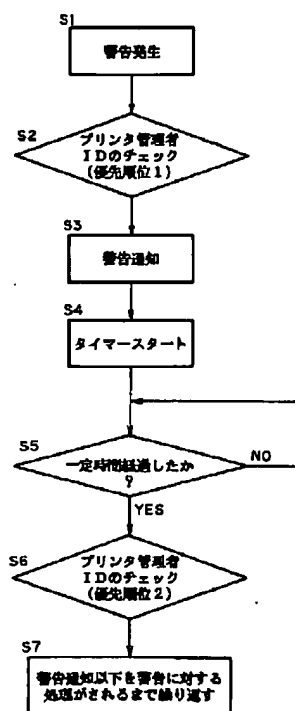 S1
警告発生
S2
プリンタ管理者
IDのチェック
(優先順位1)
S3
警告通知
S4
タイマースタート
S5
一定時間経過したか
?
NO
YES
S6
プリンタ管理者
IDのチェック
(優先順位2)
S7
警告通知以下を警告に対する
処理がされるまで繰り返す